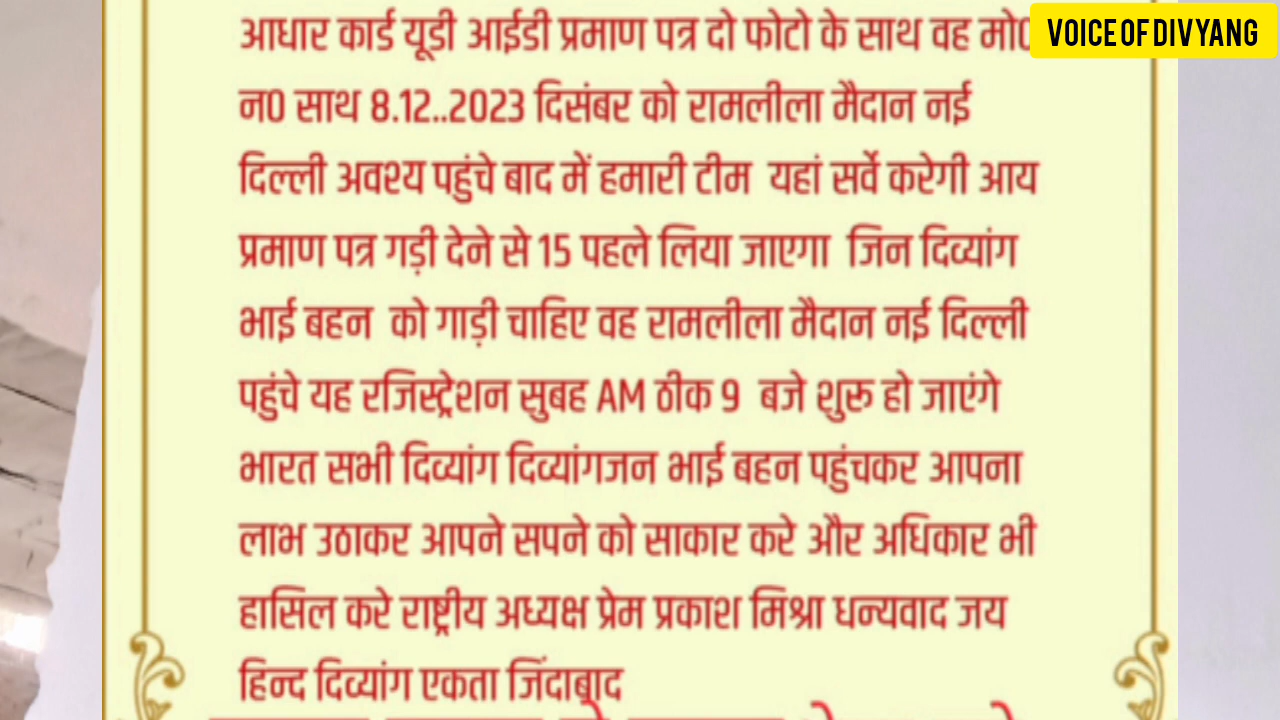 VOICE OF DIVYANG
आधार कार्ड यूडी आईडी प्रमाण पत्र दो फोटो के साथ वह मो0
न0 साथ 8.12..2023 दिसंबर को रामलीला मैदान नई
दिल्ली अवश्य पहुंचे बाद में हमारी टीम यहां सर्वे करेगी आय
प्रमाण पत्र गड़ी देने से 15 पहले लिया जाएगा जिन दिव्यांग
भाई बहन को गाड़ी चाहिए वह रामलीला मैदान नई दिल्ली
पहुंचे यह रजिस्ट्रेशन सुबह AM ठीक 9 बजे शुरू हो जाएंगे
भारत सभी दिव्यांग दिव्यांगजन भाई बहन पहुंचकर आपना
लाभ उठाकर आपने सपने को साकार करे और अधिकार भी
हासिल करे राष्ट्रीय अध्यक्ष प्रेम प्रकाश मिश्रा धन्यवाद जय
हिन्द दिव्यांग एकता जिंदाबाद